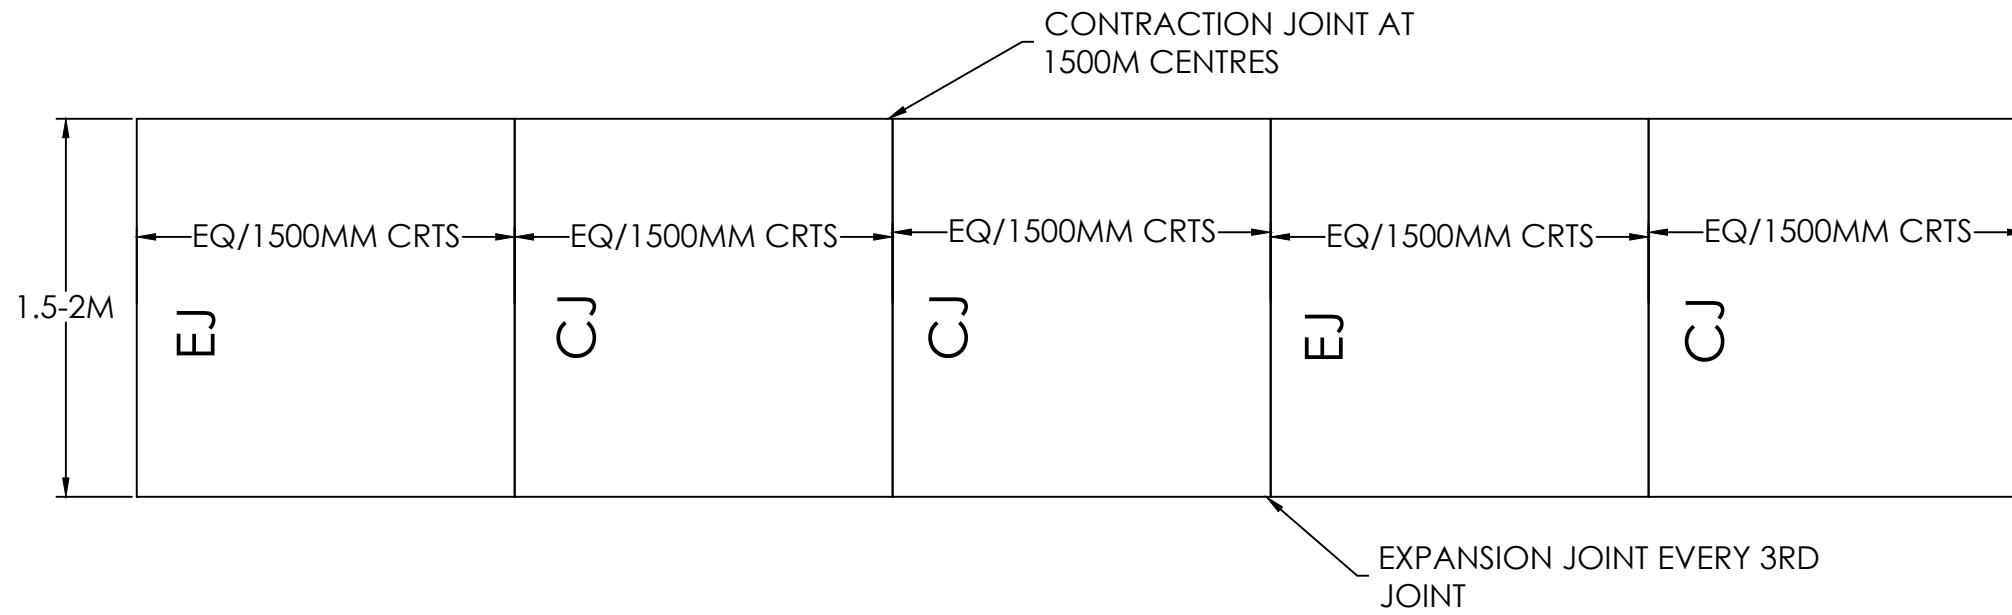 CONTRACTION JOINT AT
1500M CENTRES
EQ/1500MM CRTS
EQ/1500MM CRTS
EQ/1500MM CRTS
EQ/1500MM CRTS
EQ/1500MM CRTS
1.5-2M
EJ
CJ
CJ
EJ
CJ
EXPANSION JOINT EVERY 3RD
JOINT